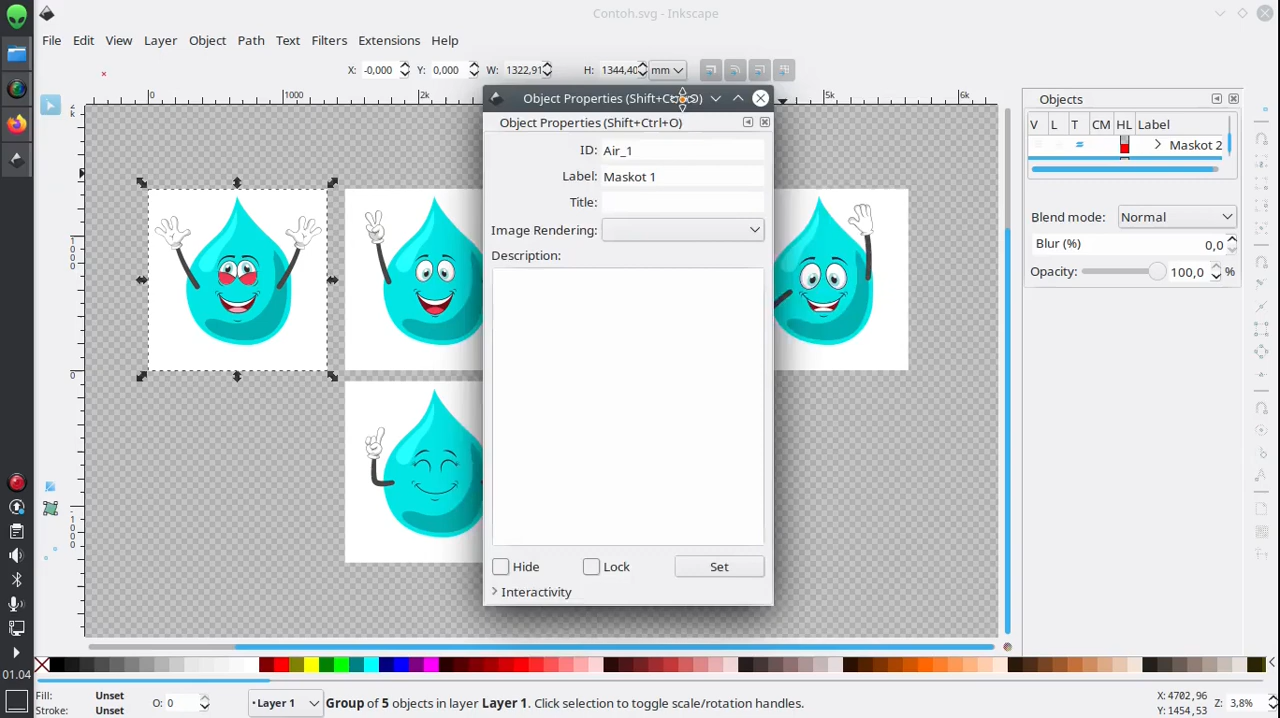 Contoh.svg - Inkscape
File Edit View Layer Object Path Text Filters Extensions Help
X: -0,000 Y: 0,000 W: 1322,91 H: 1344,40 mm
0 1000 2k 5k 6k
Object Properties (Shift+Ctrl+O)
Object Properties (Shift+Ctrl+O)
ID: Air_1
Label: Maskot 1
Title:
Image Rendering:
Description:
Hide Lock Set
Interactivity
Objects
V L T CM HL Label
Maskot 2
Blend mode: Normal
Blur (%) 0,0
Opacity: 100,0 %
1000
0
-1000
01.04
Fill: Unset
Stroke: Unset
O: 0
Layer 1
Group of 5 objects in layer Layer 1. Click selection to toggle scale/rotation handles.
X: 4702,96
Y: 1454,53
Z: 3,8%